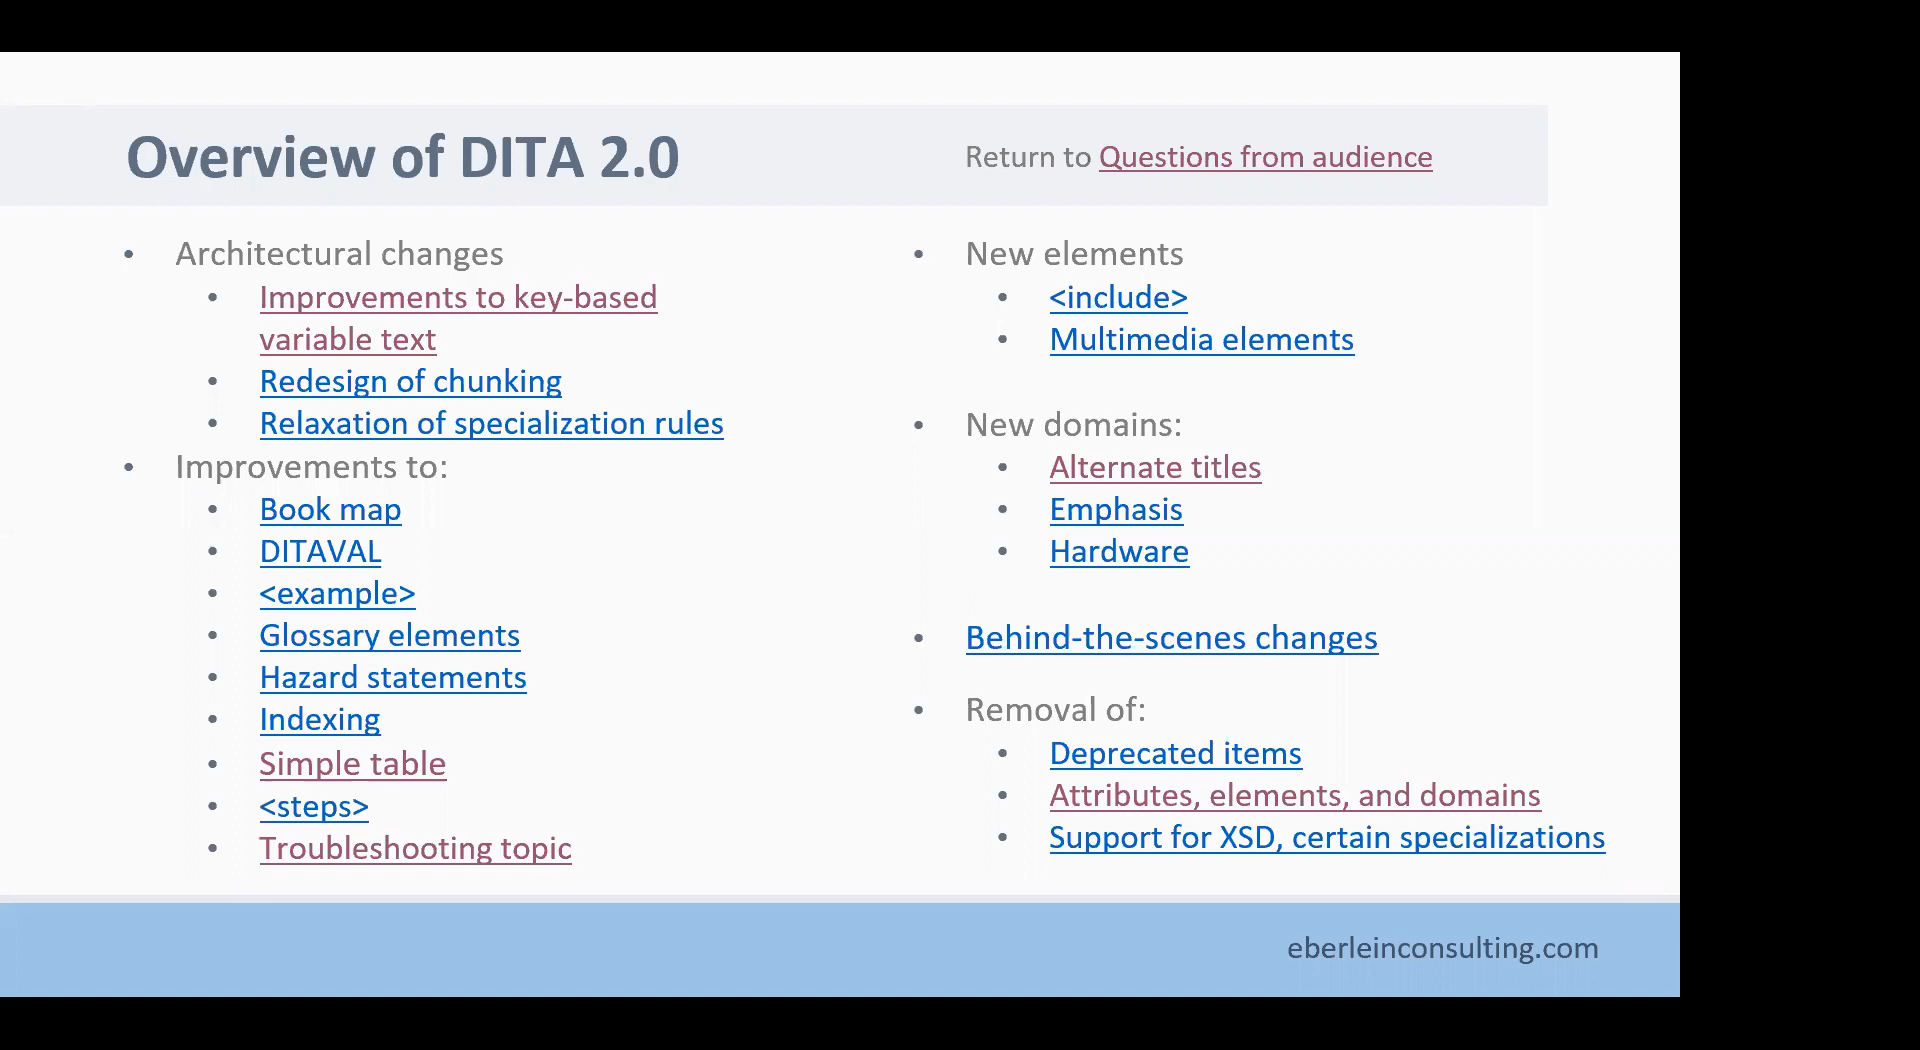 Overview of DITA 2.0
Return to Questions from audience
• Architectural changes
• Improvements to key-based
variable text
• Redesign of chunking
• Relaxation of specialization rules
• Improvements to:
• Book map
• DITAVAL
• <example>
• Glossary elements
• Hazard statements
• Indexing
• Simple table
• <steps>
• Troubleshooting topic
• New elements
• <include>
• Multimedia elements
• New domains:
• Alternate titles
• Emphasis
• Hardware
• Behind-the-scenes changes
• Removal of:
• Deprecated items
• Attributes, elements, and domains
• Support for XSD, certain specializations
eberleinconsulting.com